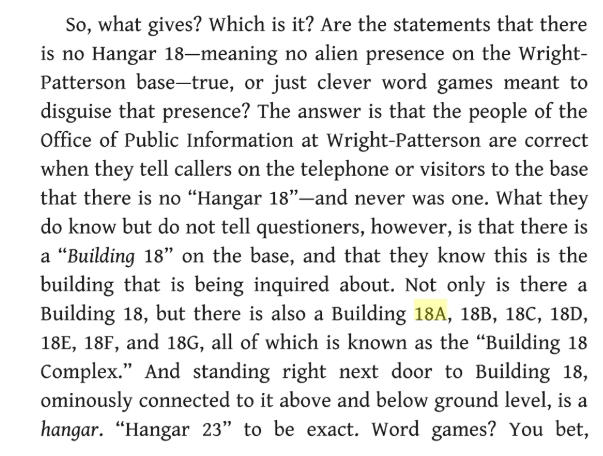 So, what gives? Which is it? Are the statements that there
is no Hangar 18—meaning no alien presence on the Wright-
Patterson base—true, or just clever word games meant to
disguise that presence? The answer is that the people of the
Office of Public Information at Wright-Patterson are correct
when they tell callers on the telephone or visitors to the base
that there is no “Hangar 18”—and never was one. What they
do know but do not tell questioners, however, is that there is
a “Building 18” on the base, and that they know this is the
building that is being inquired about. Not only is there a
Building 18, but there is also a Building 18A, 18B, 18C, 18D,
18E, 18F, and 18G, all of which is known as the “Building 18
Complex.” And standing right next door to Building 18,
ominously connected to it above and below ground level, is a
hangar. “Hangar 23” to be exact. Word games? You bet,